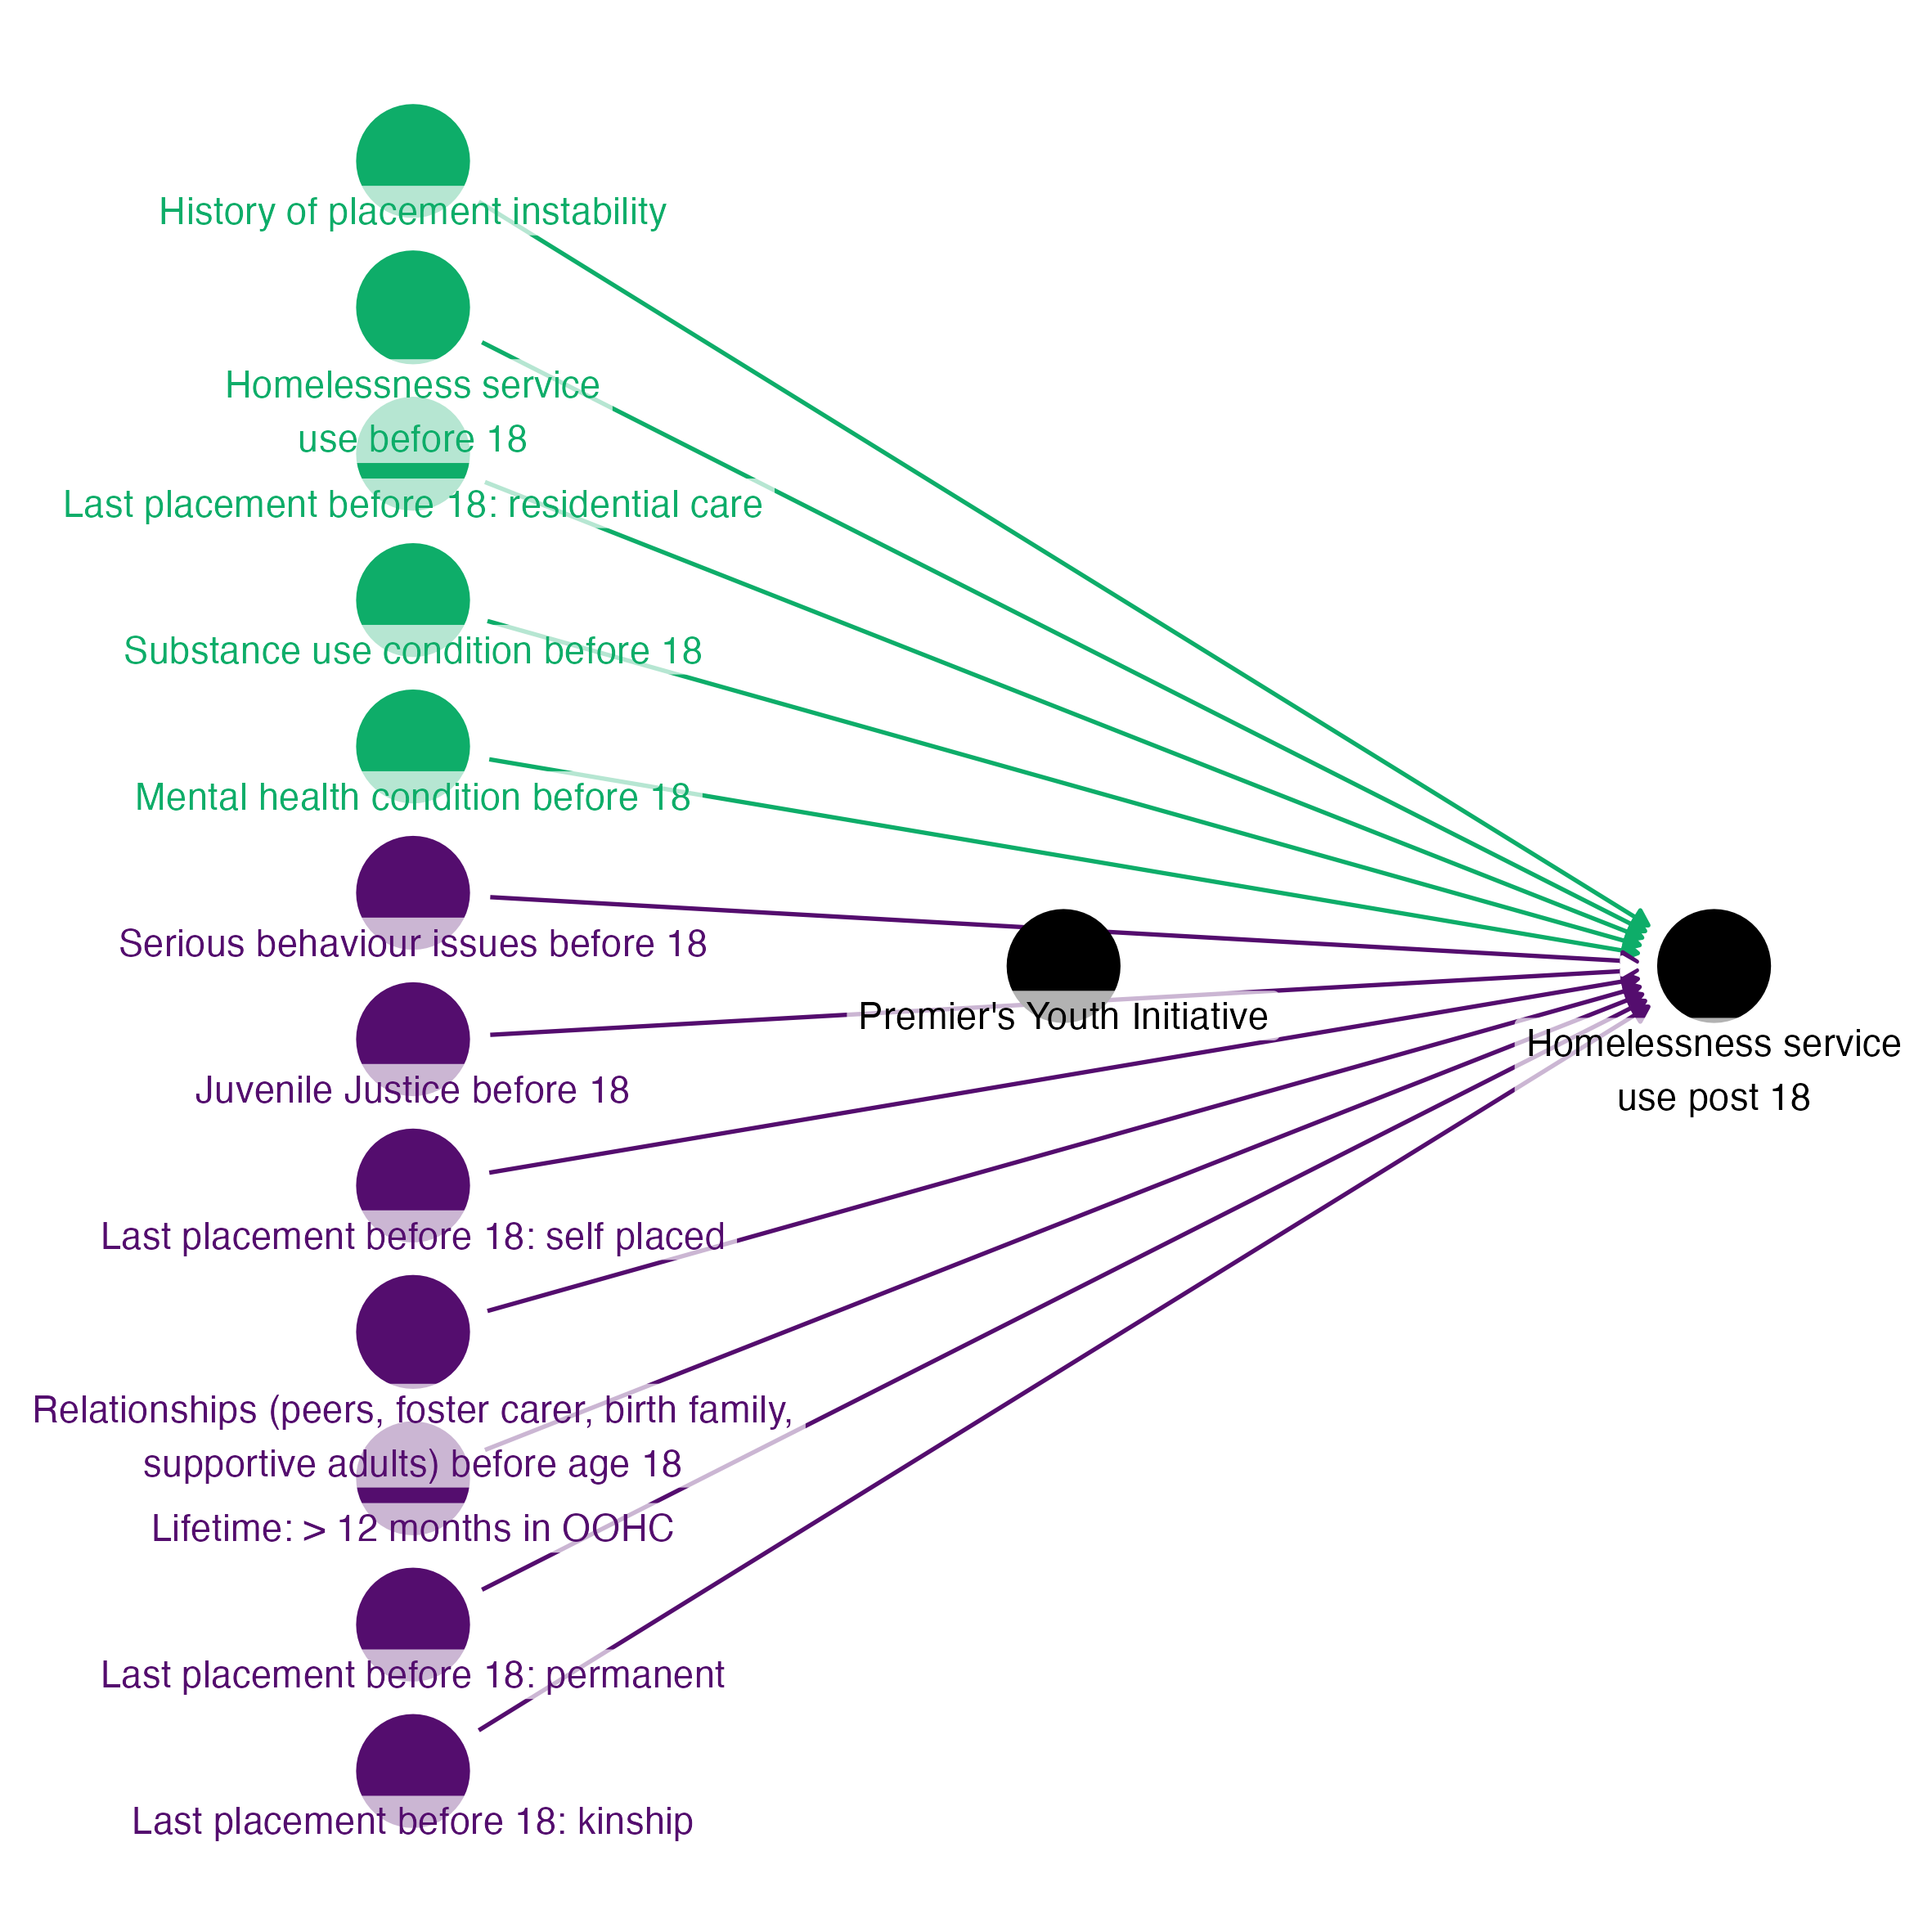 History of placement instability
Homelessness service
use before 18
Last placement before 18: residential care
Substance use condition before 18
Mental health condition before 18
Serious behaviour issues before 18
Juvenile Justice before 18
Last placement before 18: self placed
Relationships (peers, foster carer, birth family,
supportive adults) before age 18
Lifetime: > 12 months in OOHC
Last placement before 18: permanent
Last placement before 18: kinship
Premier's Youth Initiative
Homelessness service
use post 18